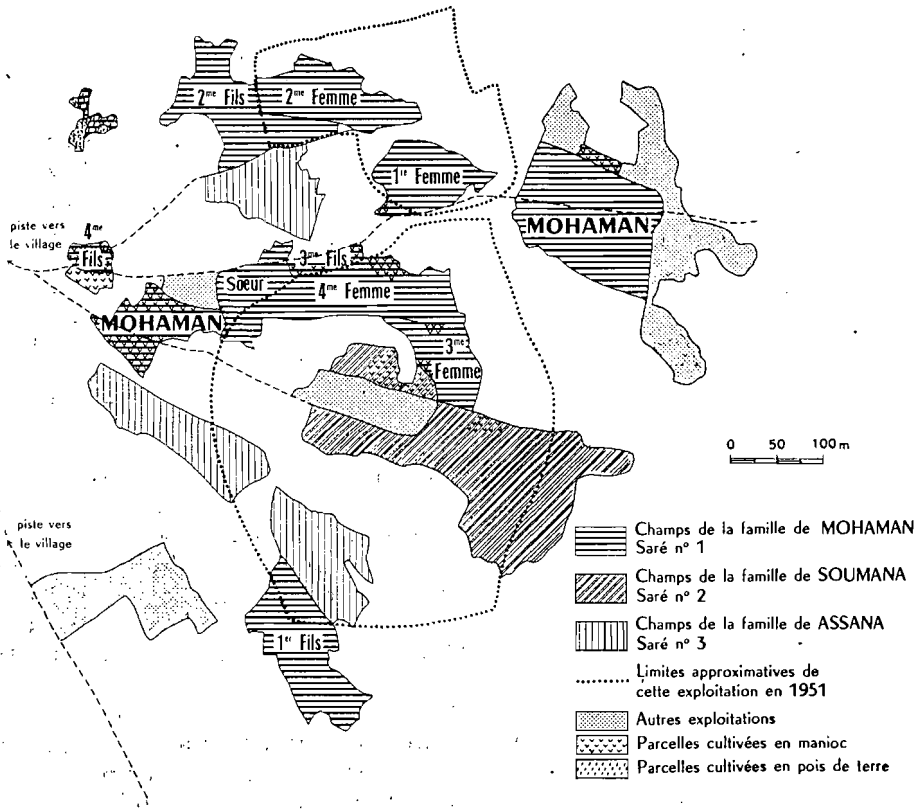 2me Fils
2me Femme
1re Femme
MOHAMAN
piste vers
le village
4me
Fils
3me Fils
Sœur
4me Femme
MOHAMAN
3me
Femme
0 50 100 m
piste vers
le village
1er Fils
Champs de la famille de MOHAMAN
Saré n° 1
Champs de la famille de SOUMANA
Saré n° 2
Champs de la famille de ASSANA
Saré n° 3
Limites approximatives de
cette exploitation en 1951
Autres exploitations
Parcelles cultivées en manioc
Parcelles cultivées en pois de terre